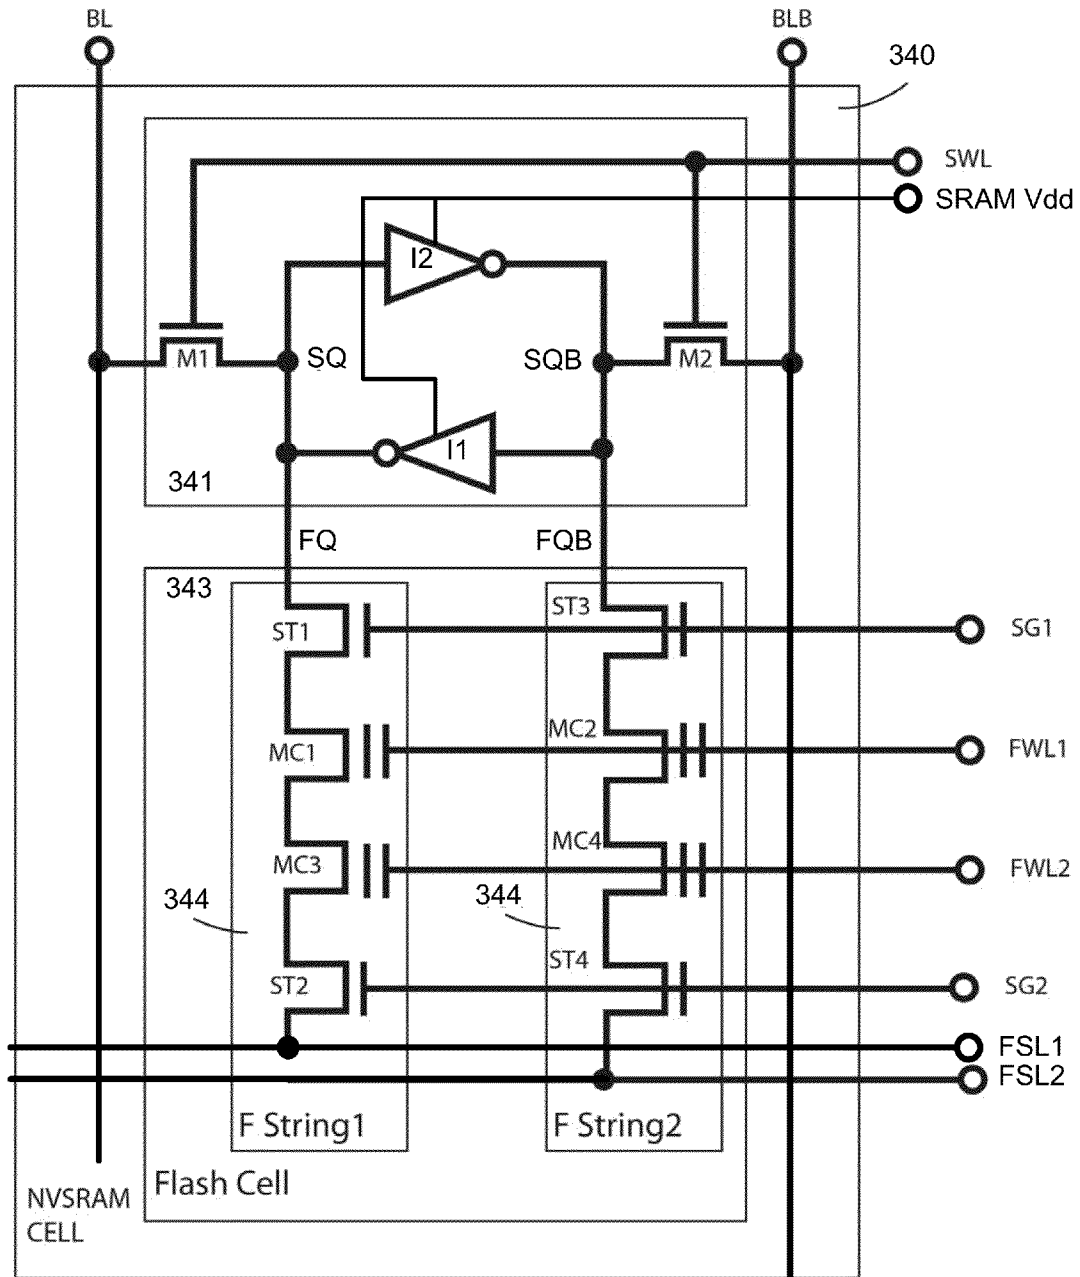 BL
BLB
340
SWL
SRAM Vdd
I2
M1
SQ
SQB
M2
I1
341
FQ
FQB
343
ST1
ST3
SG1
MC1
MC2
FWL1
MC3
MC4
FWL2
344
344
ST2
ST4
SG2
FSL1
FSL2
F String1
F String2
Flash Cell
NVSRAM
CELL